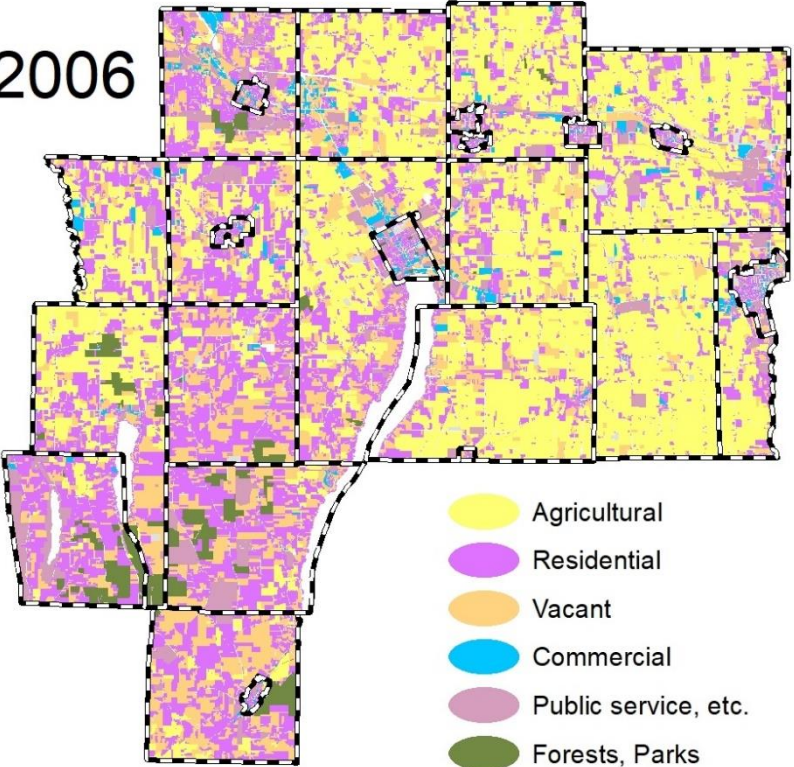 2006
Agricultural
Residential
Vacant
Commercial
Public service, etc.
Forests, Parks